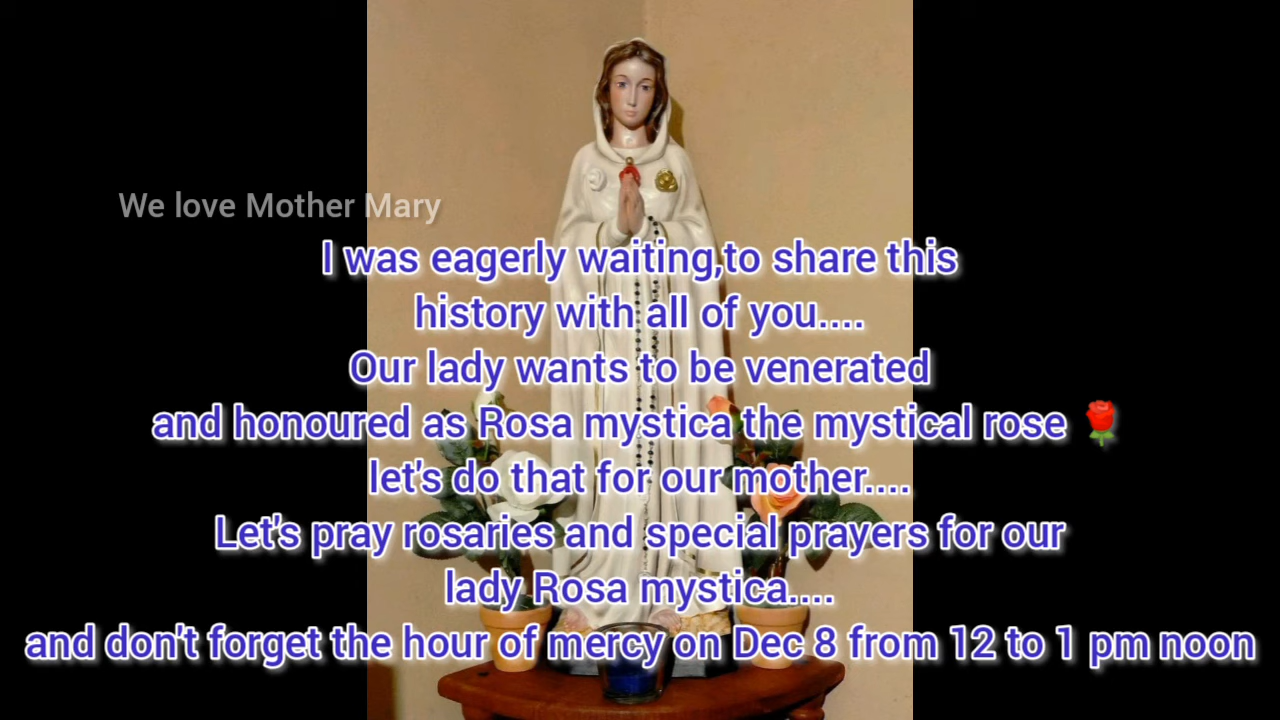 We love Mother Mary
I was eagerly waiting,to share this
history with all of you....
Our lady wants to be venerated
and honoured as Rosa mystica the mystical rose 🌹
let's do that for our mother....
Let's pray rosaries and special prayers for our
lady Rosa mystica....
and don't forget the hour of mercy on Dec 8 from 12 to 1 pm noon